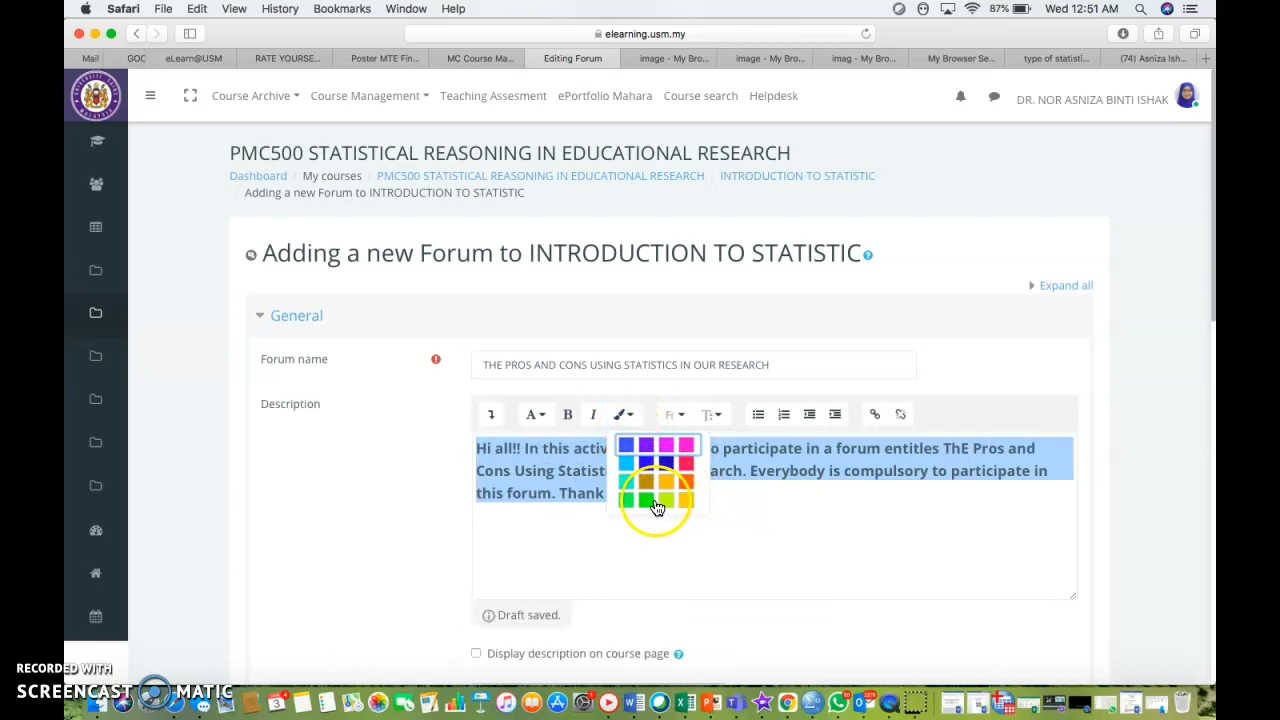 Safari File Edit View History Bookmarks Window Help 87% Wed 12:51 AM
elearning.usm.my
Mail GOO eLearn@USM RATE YOURSE... Poster MTE Fin... MC Course Ma... Editing Forum image - My Bro... image - My Bro... imag - My Brow... My Browser Se... type of statisti... (74) Asniza Ish...
Course Archive Course Management Teaching Assesment ePortfolio Mahara Course search Helpdesk DR. NOR ASNIZA BINTI ISHAK
PMC500 STATISTICAL REASONING IN EDUCATIONAL RESEARCH
Dashboard / My courses / PMC500 STATISTICAL REASONING IN EDUCATIONAL RESEARCH / INTRODUCTION TO STATISTIC
/ Adding a new Forum to INTRODUCTION TO STATISTIC
Adding a new Forum to INTRODUCTION TO STATISTIC
Expand all
General
Forum name THE PROS AND CONS USING STATISTICS IN OUR RESEARCH
Description
A B I
Hi all!! In this activ o participate in a forum entitles ThE Pros and
Cons Using Statist arch. Everybody is compulsory to participate in
this forum. Thank
Draft saved.
Display description on course page
RECORDED WITH
SCREENCAST MATIC